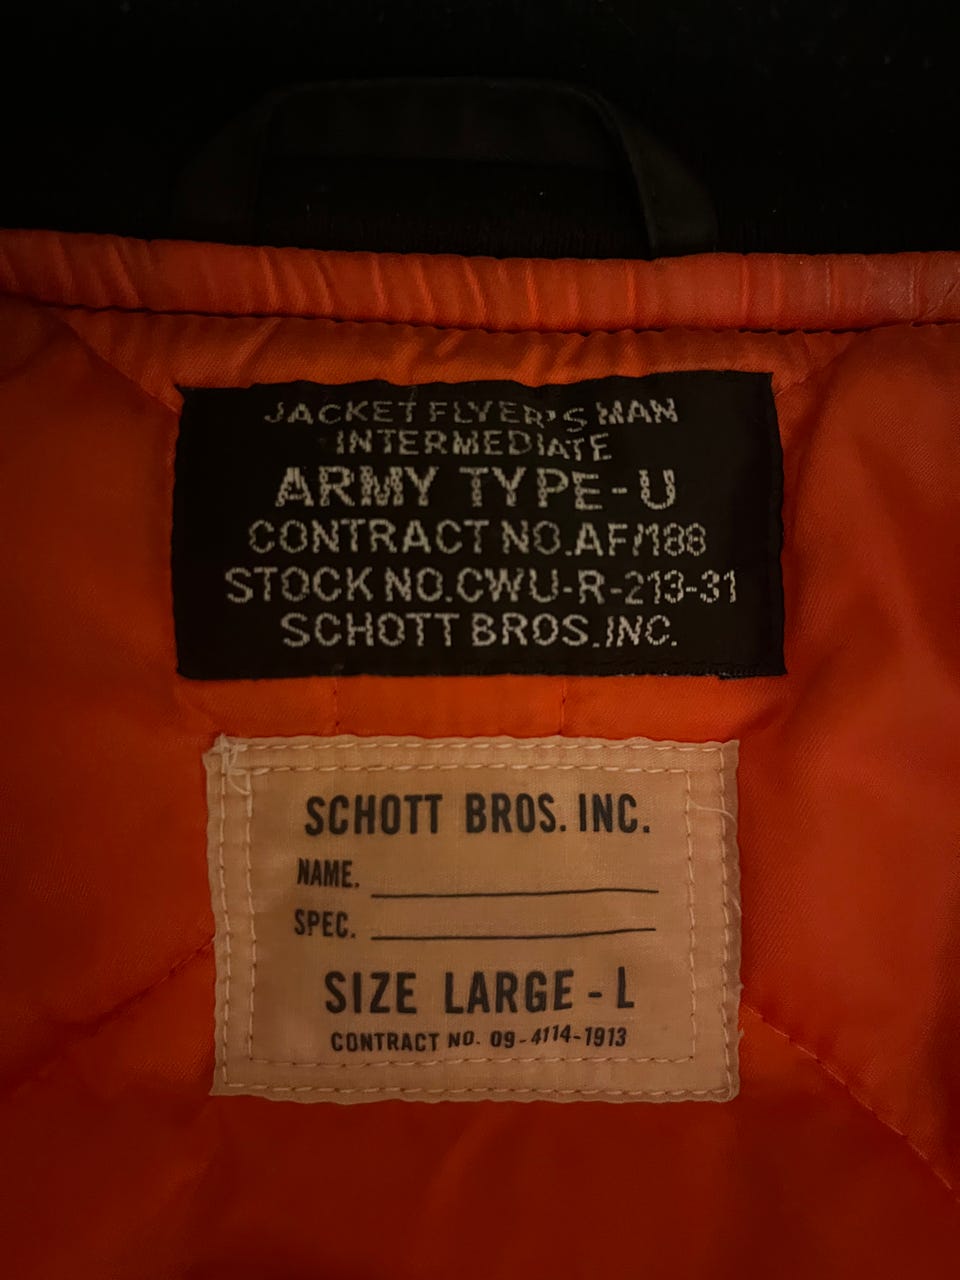 JACKET FLYER'S MAN
INTERMEDIATE
ARMY TYPE-U
CONTRACT NO.AF/188
STOCK NO.CWU-R-213-31
SCHOTT BROS.INC.
SCHOTT BROS. INC.
NAME.
SPEC.
SIZE LARGE - L
CONTRACT NO. 09-4114-1913